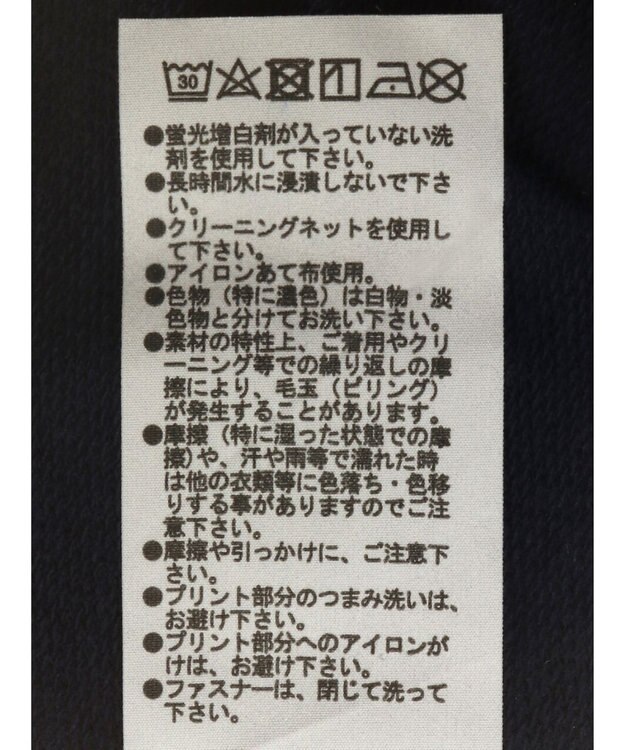 30
●蛍光増白剤が入っていない洗
剤を使用して下さい。
●長時間水に浸漬しないで下さ
い。
●クリーニングネットを使用し
て下さい。
●アイロンあて布使用。
●色物（特に濃色）は白物・淡
色物と分けてお洗い下さい。
●素材の特性上、ご着用やクリ
ーニング等での繰り返しの摩
擦により、毛玉（ピリング）
が発生することがあります。
●摩擦（特に湿った状態での摩
擦)や、汗や雨等で濡れた時
は他の衣類等に色落ち・色移
りする事がありますのでご注
意下さい。
●摩擦や引っかけに、ご注意下
さい。
●プリント部分のつまみ洗いは、
お避け下さい。
●プリント部分へのアイロンが
けは、お避け下さい。
●ファスナーは、閉じて洗って
下さい。